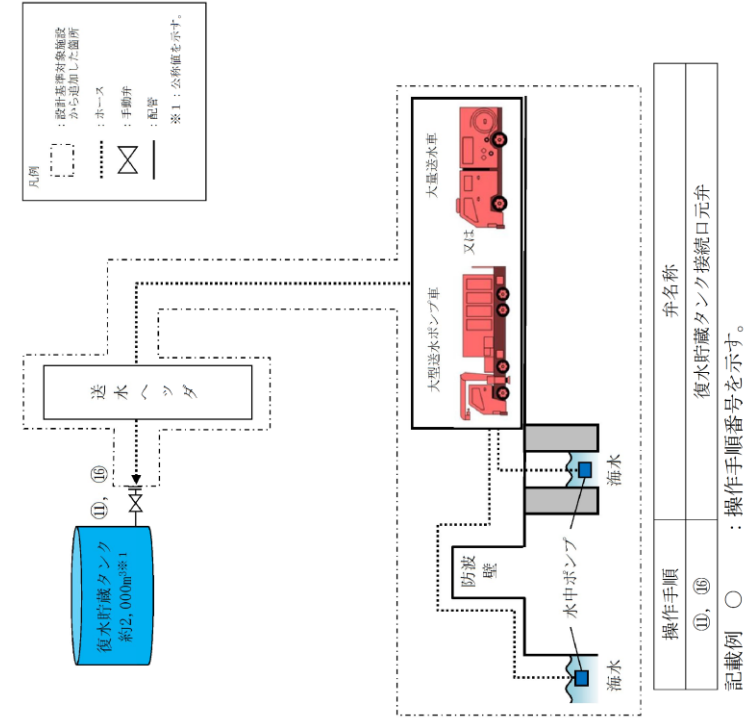 凡例
：設計基準対象施設
から追加した箇所
：ホース
：手動弁
：配管
※１：公称値を示す。
復水貯蔵タンク
約2,000m³※１
⑪，⑯
送水ヘッダ
大型送水ポンプ車
又は
大量送水車
防波壁
水中ポンプ
海水
海水
操作手順
弁名称
⑪，⑯
復水貯蔵タンク接続口元弁
記載例　○　：操作手順番号を示す。